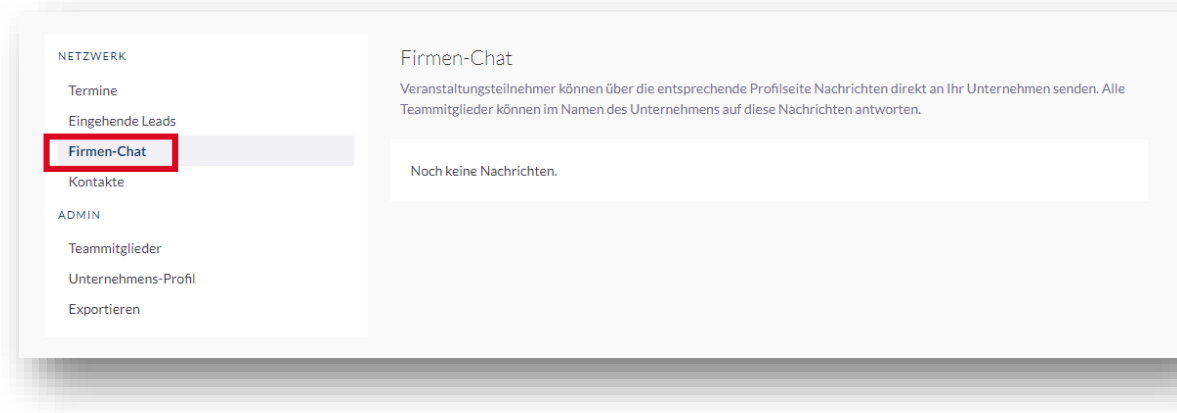 NETZWERK
Termine
Eingehende Leads
Firmen-Chat
Kontakte
ADMIN
Teammitglieder
Unternehmens-Profil
Exportieren
Firmen-Chat
Veranstaltungsteilnehmer können über die entsprechende Profilseite Nachrichten direkt an Ihr Unternehmen senden. Alle
Teammitglieder können im Namen des Unternehmens auf diese Nachrichten antworten.
Noch keine Nachrichten.